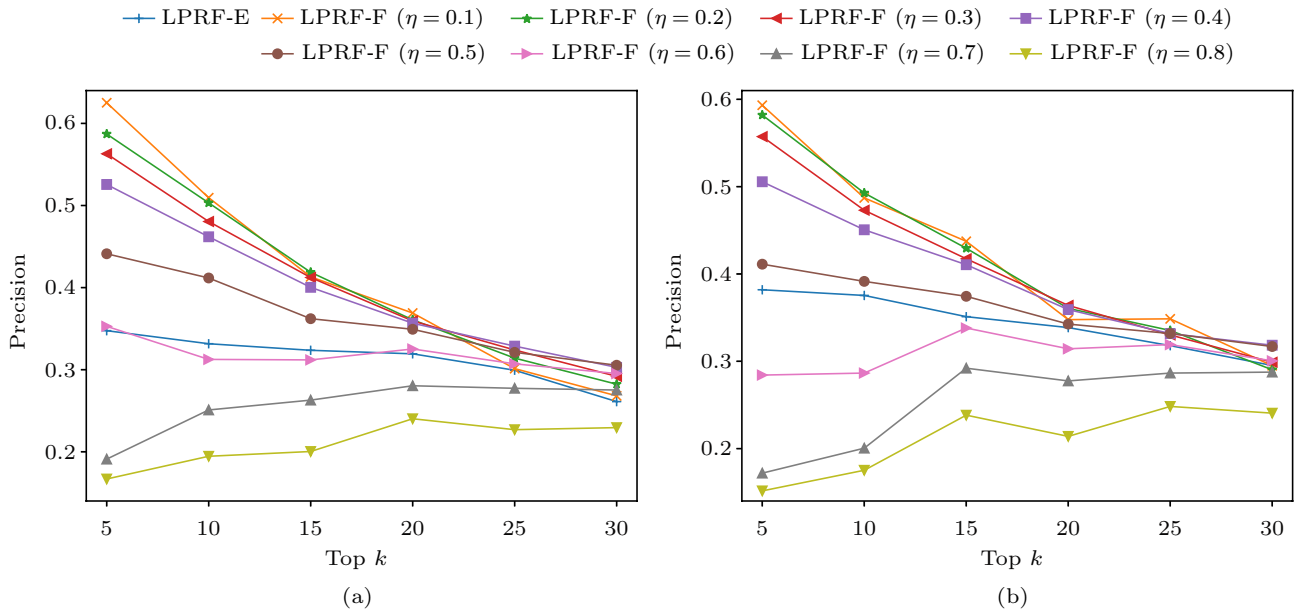 LPRF-E LPRF-F (η = 0.1) LPRF-F (η = 0.2) LPRF-F (η = 0.3) LPRF-F (η = 0.4)
LPRF-F (η = 0.5) LPRF-F (η = 0.6) LPRF-F (η = 0.7) LPRF-F (η = 0.8)
Precision
0.6
0.5
0.4
0.3
0.2
5 10 15 20 25 30
Top k
(a)
Precision
0.6
0.5
0.4
0.3
0.2
5 10 15 20 25 30
Top k
(b)